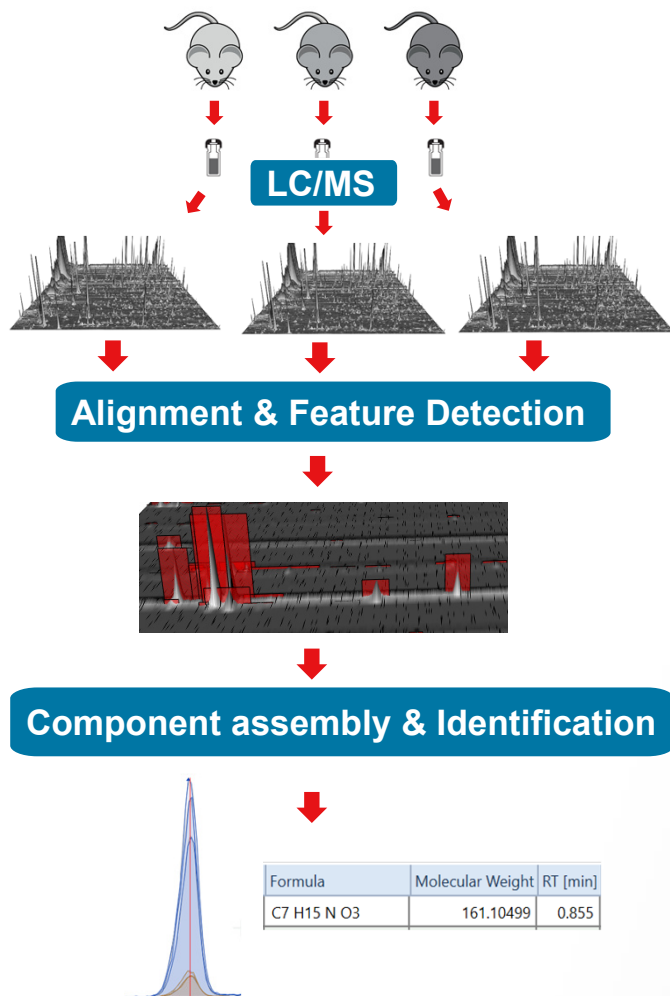 LC/MS
Alignment & Feature Detection
Component assembly & Identification
Formula Molecular Weight RT [min]
C7 H15 N O3 161.10499 0.855